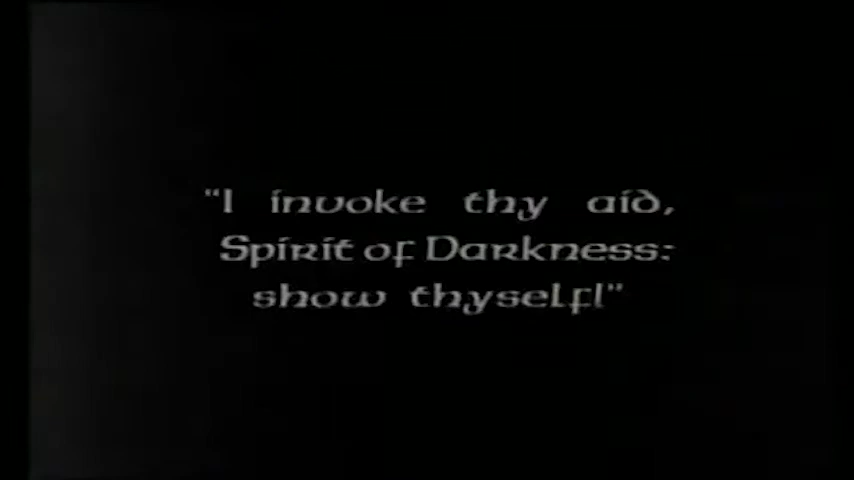 "I invoke thy aid,
Spirit of Darkness:
show thyself!"